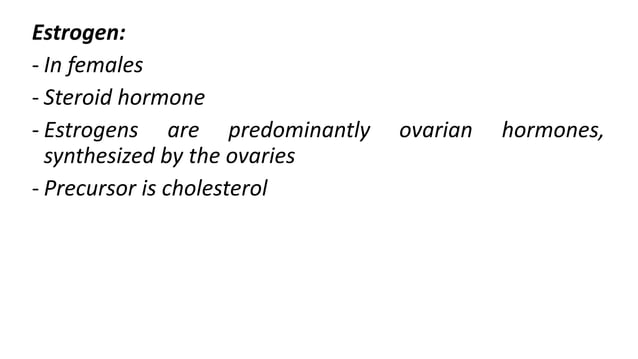 Estrogen:
- In females
- Steroid hormone
- Estrogens are predominantly ovarian hormones,
synthesized by the ovaries
- Precursor is cholesterol